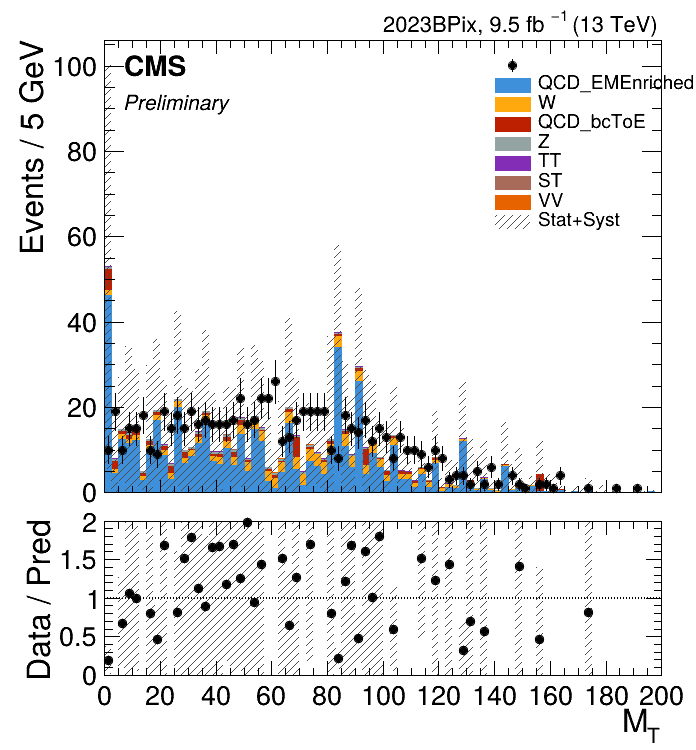 2023BPix, 9.5 fb −1 (13 TeV)
CMS
Preliminary
QCD_EMEnriched
W
QCD_bcToE
Z
TT
ST
VV
Stat+Syst
Events / 5 GeV
100
80
60
40
20
0
Data / Pred
2
1.5
1
0.5
0
0 20 40 60 80 100 120 140 160 180 200
M_T